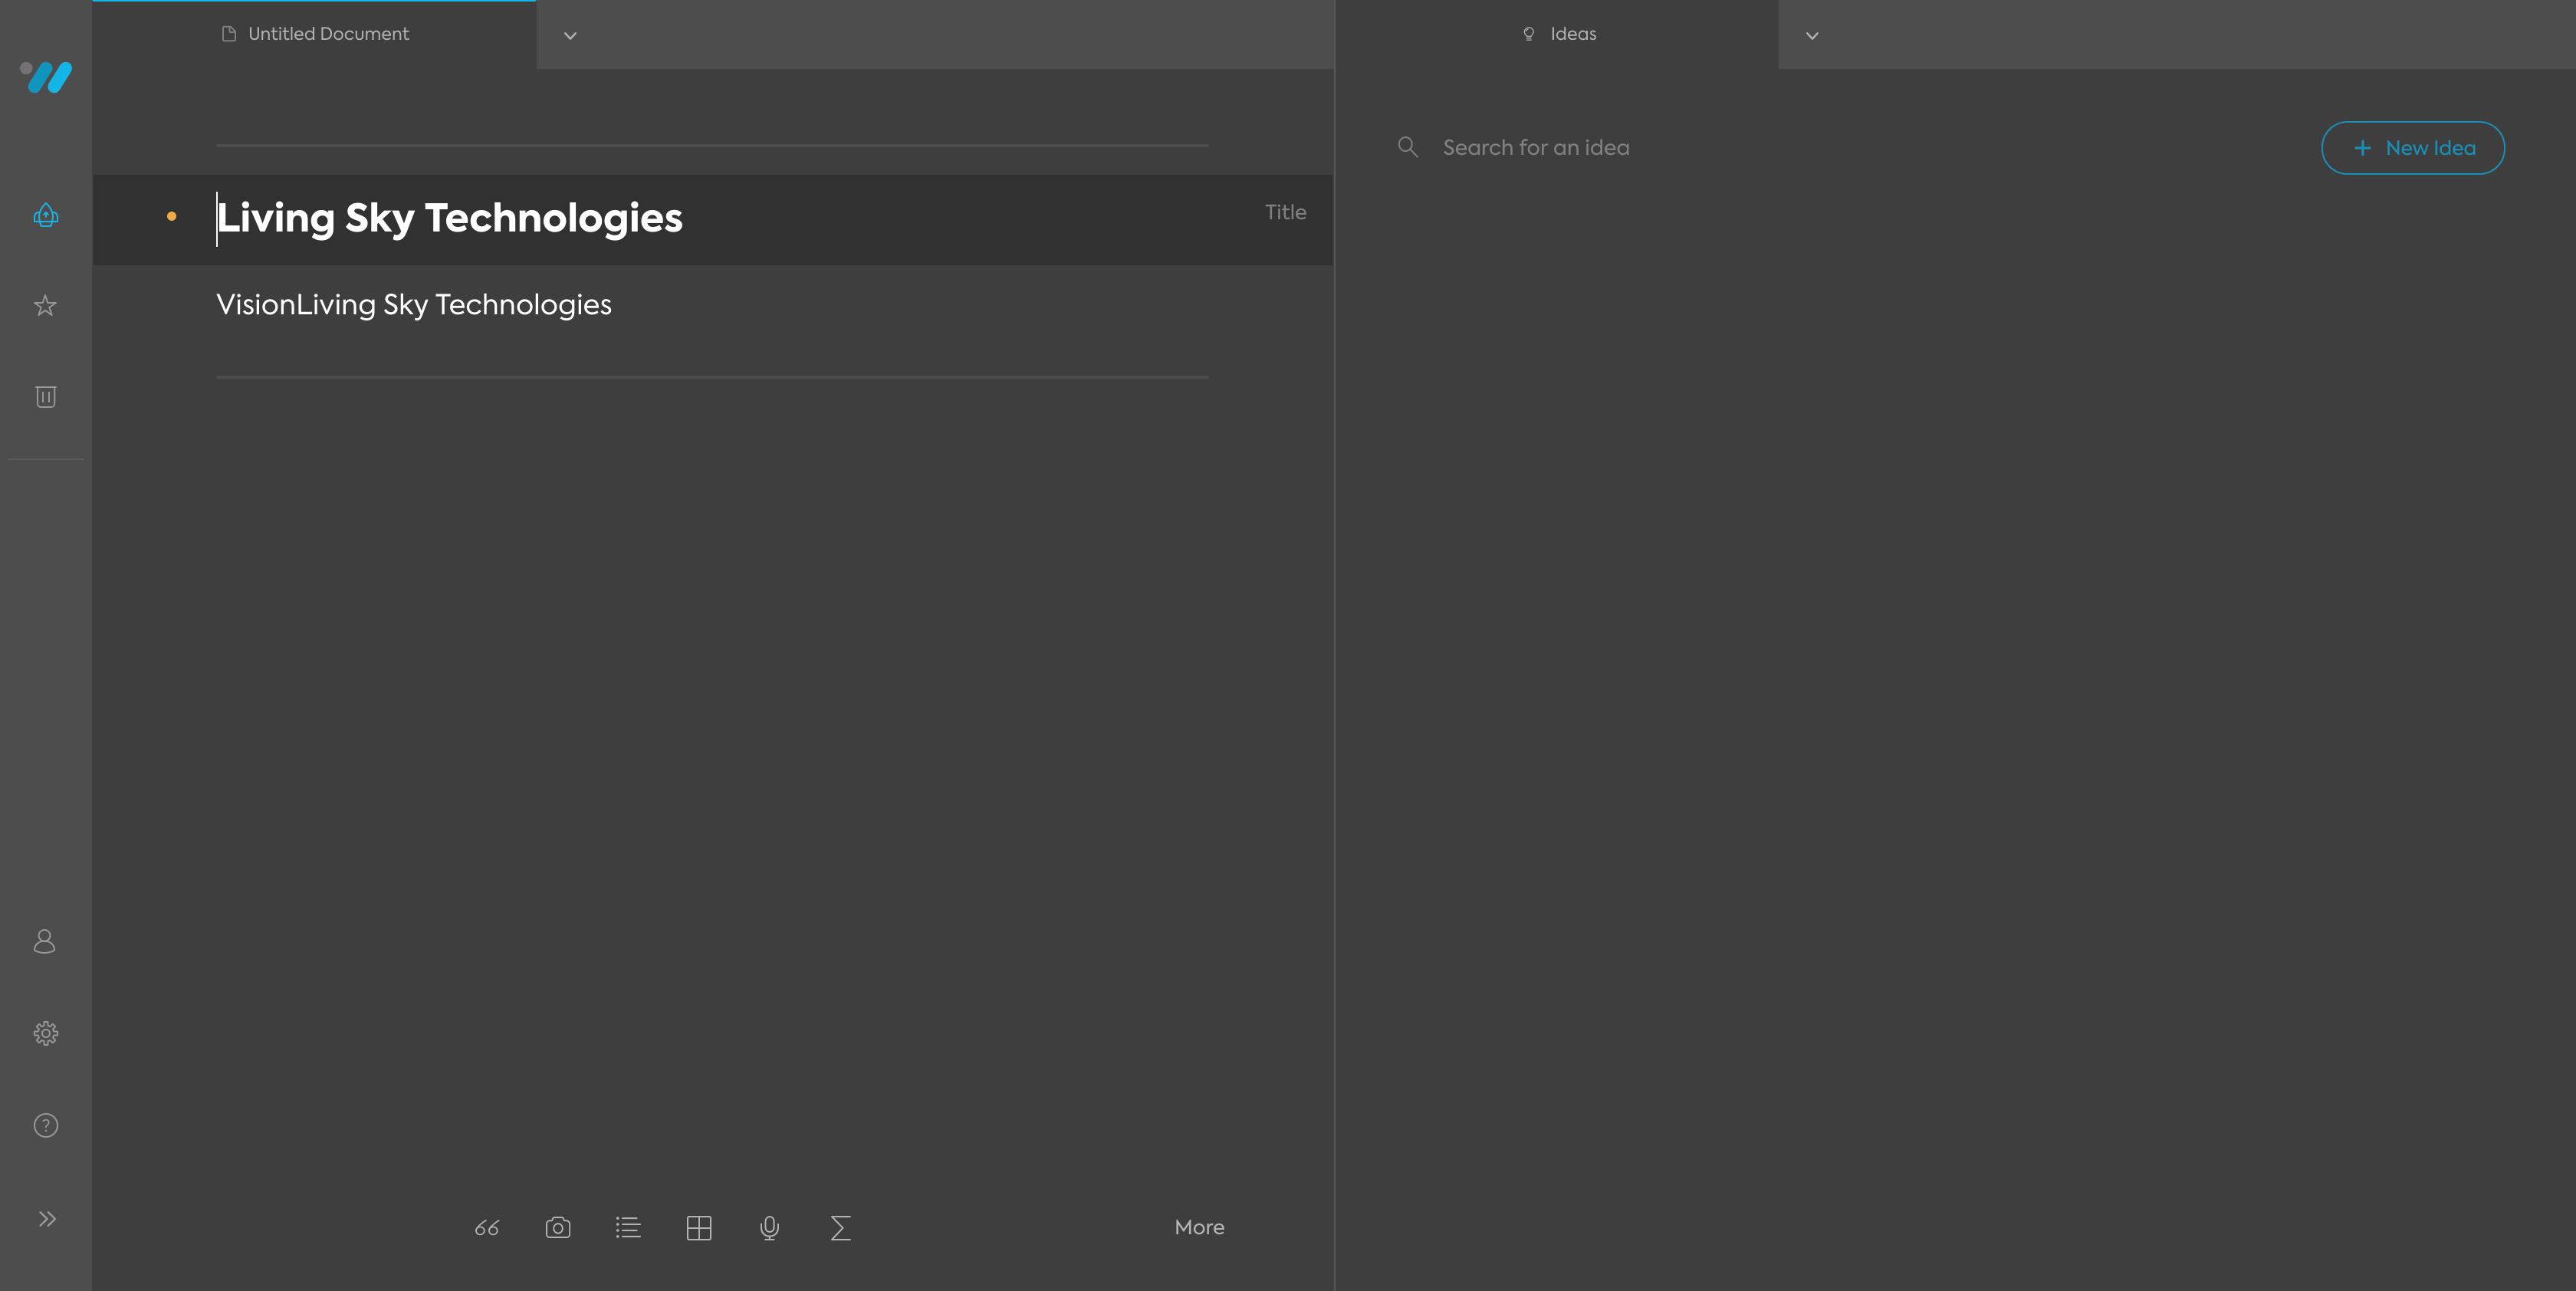 Untitled Document
Ideas
Search for an idea
+ New Idea
Living Sky Technologies
Title
VisionLiving Sky Technologies
More